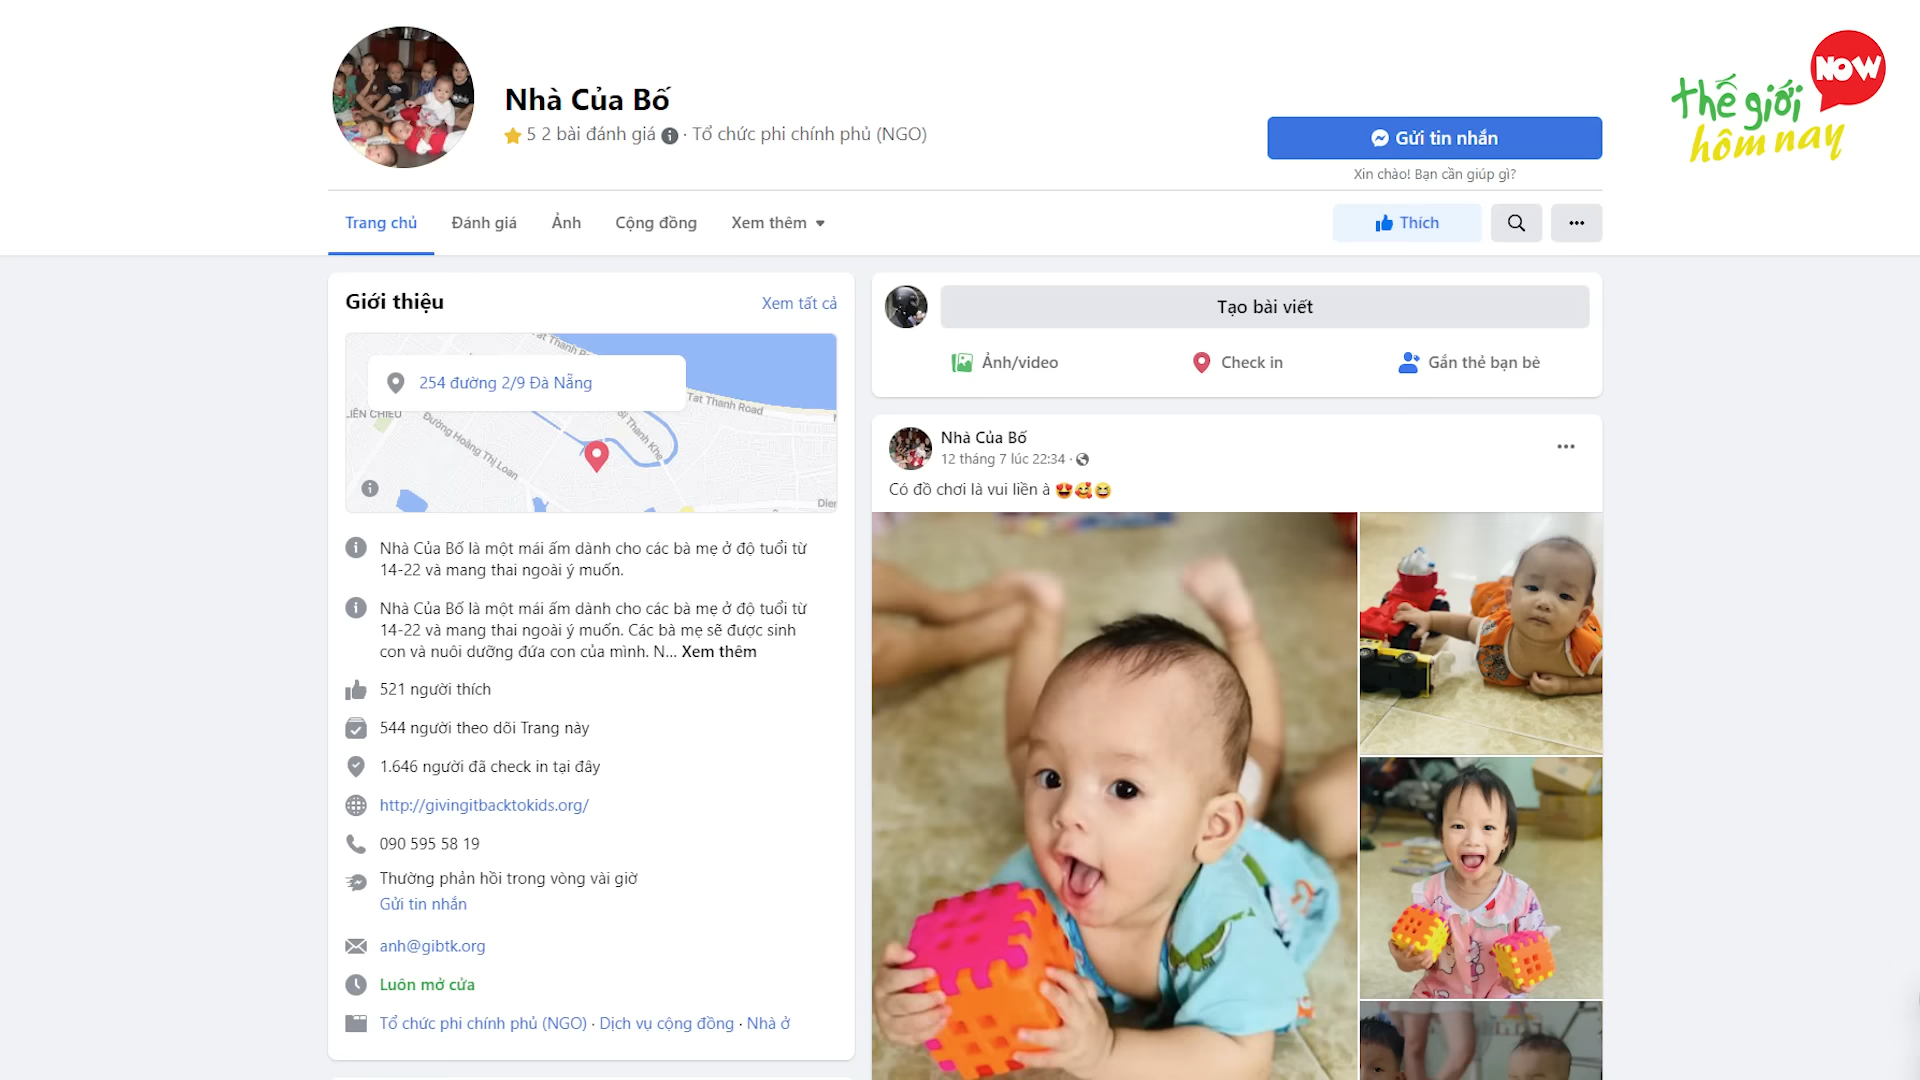 Nhà Của Bố
5 2 bài đánh giá · Tổ chức phi chính phủ (NGO)
Gửi tin nhắn
Xin chào! Bạn cần giúp gì?
NOW
thế giới
hôm nay
Trang chủ
Đánh giá
Ảnh
Cộng đồng
Xem thêm
Thích
Giới thiệu
Xem tất cả
at Thanh R
254 đường 2/9 Đà Nẵng
Tat Thanh Road
LIÊN CHIỂU
Đường Hoàng Thị Loan
Sĩ Thanh Khê
Dien
Nhà Của Bố là một mái ấm dành cho các bà mẹ ở độ tuổi từ
14-22 và mang thai ngoài ý muốn.
Nhà Của Bố là một mái ấm dành cho các bà mẹ ở độ tuổi từ
14-22 và mang thai ngoài ý muốn. Các bà mẹ sẽ được sinh
con và nuôi dưỡng đứa con của mình. N... Xem thêm
521 người thích
544 người theo dõi Trang này
1.646 người đã check in tại đây
http://givingitbacktokids.org/
090 595 58 19
Thường phản hồi trong vòng vài giờ
Gửi tin nhắn
anh@gibtk.org
Luôn mở cửa
Tổ chức phi chính phủ (NGO) · Dịch vụ cộng đồng · Nhà ở
Tạo bài viết
Ảnh/video
Check in
Gắn thẻ bạn bè
Nhà Của Bố
12 tháng 7 lúc 22:34 ·
Có đồ chơi là vui liền à 😍🥰😆